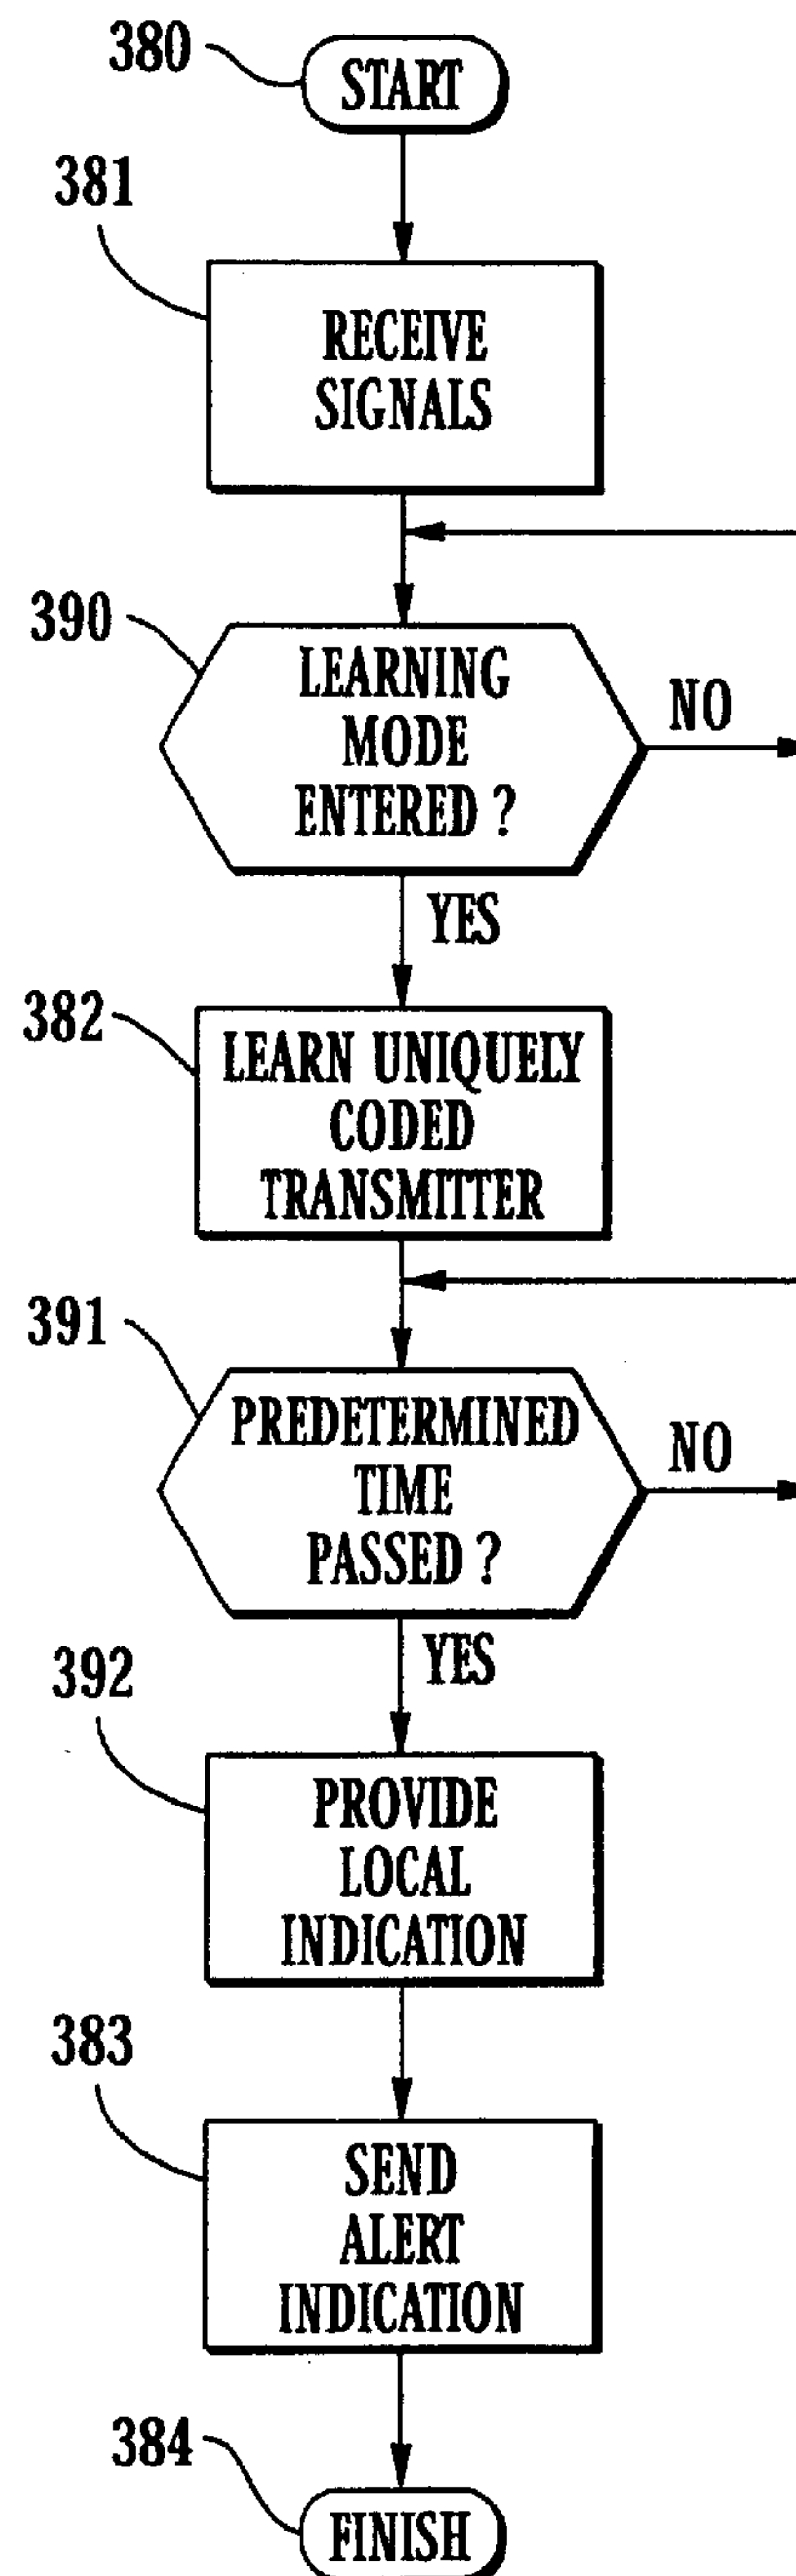 380
START
381
RECEIVE
SIGNALS
390
LEARNING
MODE
ENTERED ?
NO
YES
382
LEARN UNIQUELY
CODED
TRANSMITTER
391
PREDETERMINED
TIME
PASSED ?
NO
YES
392
PROVIDE
LOCAL
INDICATION
383
SEND
ALERT
INDICATION
384
FINISH